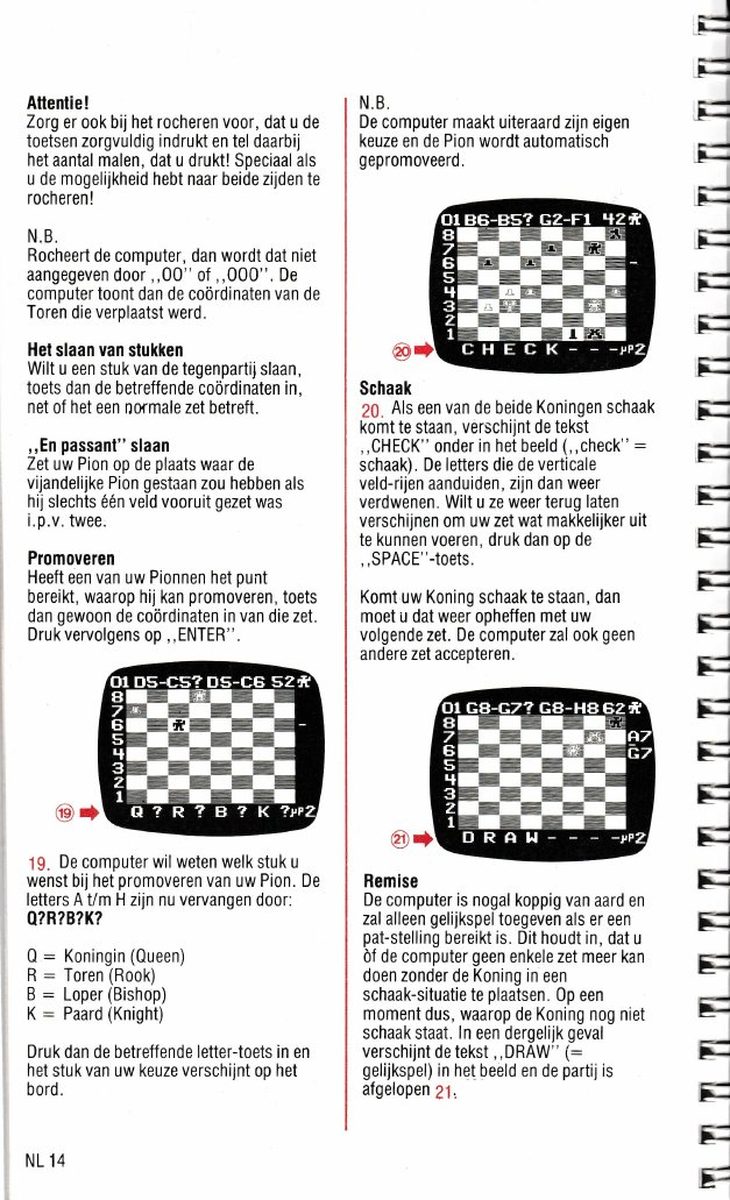 Attentie!
Zorg er ook bij het rocheren voor, dat u de
toetsen zorgvuldig indrukt en tel daarbij
het aantal malen, dat u drukt! Speciaal als
u de mogelijkheid hebt naar beide zijden te
rocheren!
N.B.
Rocheert de computer, dan wordt dat niet
aangegeven door ,,00" of ,,000". De
computer toont dan de coördinaten van de
Toren die verplaatst werd.
Het slaan van stukken
Wilt u een stuk van de tegenpartij slaan,
toets dan de betreffende coördinaten in,
net of het een normale zet betreft.
,,En passant" slaan
Zet uw Pion op de plaats waar de
vijandelijke Pion gestaan zou hebben als
hij slechts één veld vooruit gezet was
i.p.v. twee.
Promoveren
Heeft een van uw Pionnen het punt
bereikt, waarop hij kan promoveren, toets
dan gewoon de coördinaten in van die zet.
Druk vervolgens op ,,ENTER".
01 D5-C5? D5-C6 52
8
7
6
5
4
3
2
1
19 Q ? R ? B ? K ?µP2
19. De computer wil weten welk stuk u
wenst bij het promoveren van uw Pion. De
letters A t/m H zijn nu vervangen door:
Q?R?B?K?
Q = Koningin (Queen)
R = Toren (Rook)
B = Loper (Bishop)
K = Paard (Knight)
Druk dan de betreffende letter-toets in en
het stuk van uw keuze verschijnt op het
bord.
NL 14
N.B.
De computer maakt uiteraard zijn eigen
keuze en de Pion wordt automatisch
gepromoveerd.
01 B6-B5? G2-F1 42
8
7
6 -
5
4
3
2
1
20 C H E C K - - -µP2
Schaak
20. Als een van de beide Koningen schaak
komt te staan, verschijnt de tekst
,,CHECK" onder in het beeld (,,check" =
schaak). De letters die de verticale
veld-rijen aanduiden, zijn dan weer
verdwenen. Wilt u ze weer terug laten
verschijnen om uw zet wat makkelijker uit
te kunnen voeren, druk dan op de
,,SPACE"-toets.
Komt uw Koning schaak te staan, dan
moet u dat weer opheffen met uw
volgende zet. De computer zal ook geen
andere zet accepteren.
01 G8-G7? G8-H8 62
8
7 A7
6 G7
5
4
3
2
1
21 D R A W - - - -µP2
Remise
De computer is nogal koppig van aard en
zal alleen gelijkspel toegeven als er een
pat-stelling bereikt is. Dit houdt in, dat u
òf de computer geen enkele zet meer kan
doen zonder de Koning in een
schaak-situatie te plaatsen. Op een
moment dus, waarop de Koning nog niet
schaak staat. In een dergelijk geval
verschijnt de tekst ,,DRAW" (=
gelijkspel) in het beeld en de partij is
afgelopen 21.